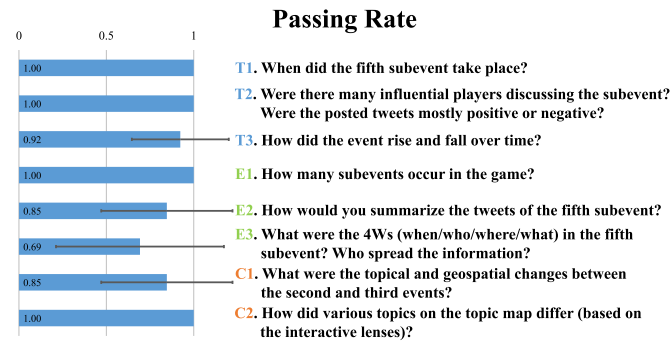 Passing Rate
0 0.5 1
1.00 T1. When did the fifth subevent take place?
1.00 T2. Were there many influential players discussing the subevent?
Were the posted tweets mostly positive or negative?
0.92 T3. How did the event rise and fall over time?
1.00 E1. How many subevents occur in the game?
0.85 E2. How would you summarize the tweets of the fifth subevent?
0.69 E3. What were the 4Ws (when/who/where/what) in the fifth
subevent? Who spread the information?
0.85 C1. What were the topical and geospatial changes between
the second and third events?
1.00 C2. How did various topics on the topic map differ (based on
the interactive lenses)?